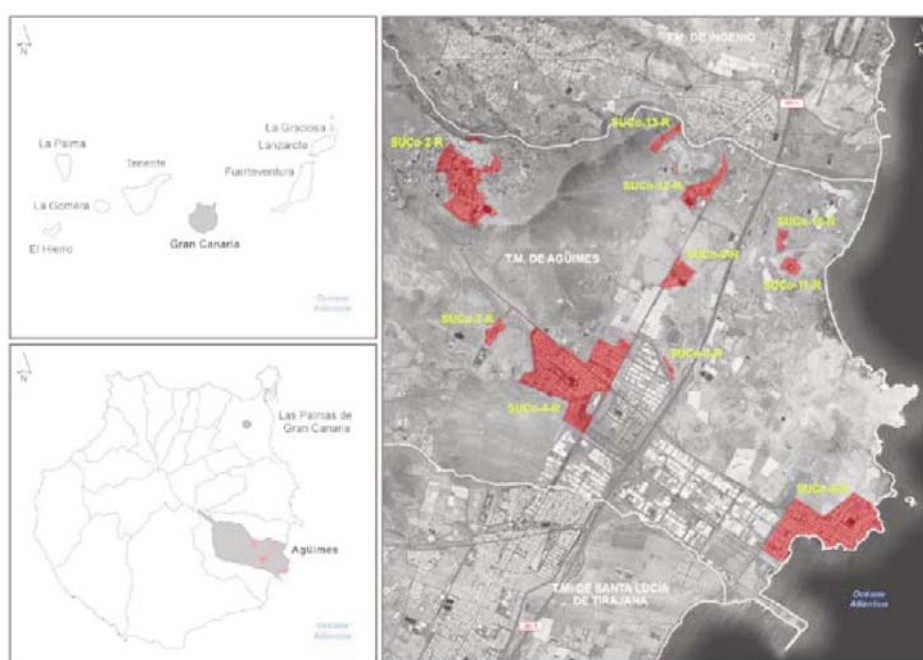 N
La Graciosa
La Palma
Lanzarote
Tenerite
Fuerteventura
La Gomera
El Hierro
Gran Canaria
Océano
Atlántico
N
Las Palmas de
Gran Canaria
Agüimes
Océano
Atlántico
N
T.M. DE INGENIO
SUCo-13-R
SUCo-2-R
SUCo-12-R
T.M. DE AGÜIMES
SUCo-11-R
SUCo-3-R
SUCo-4-R
T.M. DE SANTA LUCÍA
DE TIRAJANA
Océano
Atlántico